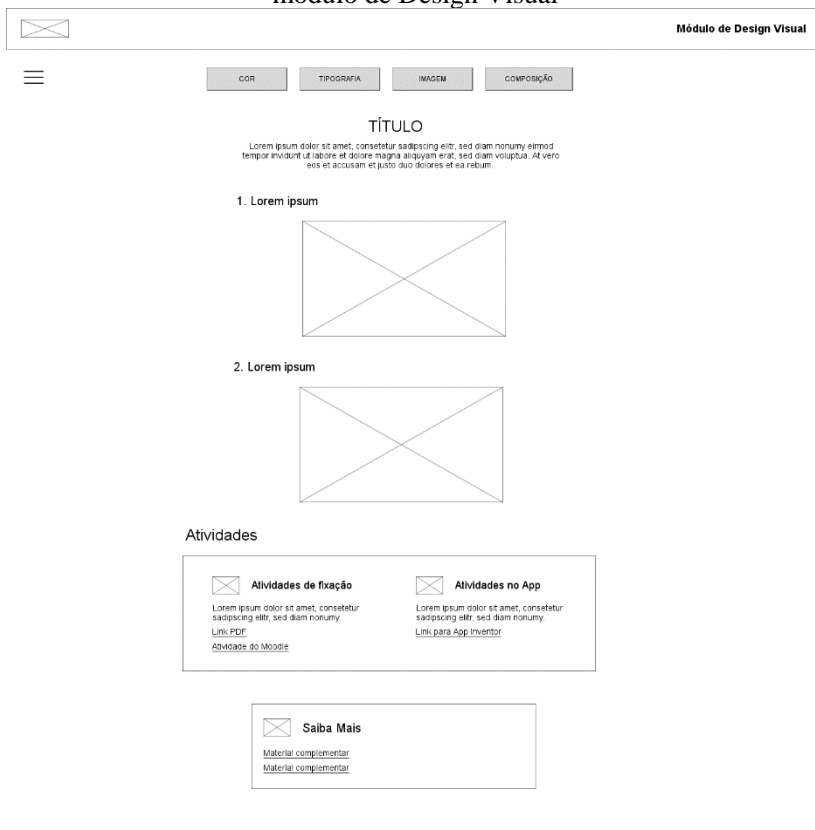 módulo de Design Visual
Módulo de Design Visual
COR TIPOGRAFIA IMAGEM COMPOSIÇÃO
TÍTULO
Lorem ipsum dolor sit amet, consetetur sadipscing elitr, sed diam nonumy eirmod
tempor invidunt ut labore et dolore magna aliquyam erat, sed diam voluptua. At vero
eos et accusam et justo duo dolores et ea rebum.
1. Lorem ipsum
2. Lorem ipsum
Atividades
Atividades de fixação
Lorem ipsum dolor sit amet, consetetur
sadipscing elitr, sed diam nonumy.
Link PDF
Atividade do Moodle
Atividades no App
Lorem ipsum dolor sit amet, consetetur
sadipscing elitr, sed diam nonumy.
Link para App Inventor
Saiba Mais
Material complementar
Material complementar